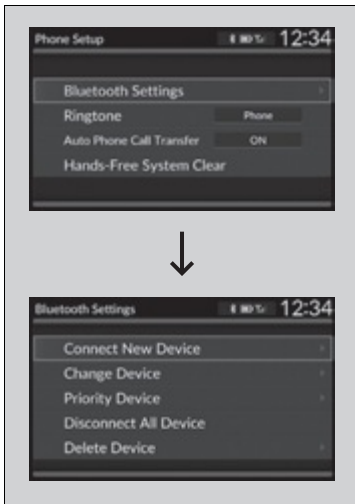 Phone Setup 12:34
Bluetooth Settings
Ringtone Phone
Auto Phone Call Transfer ON
Hands-Free System Clear
Bluetooth Settings 12:34
Connect New Device
Change Device
Priority Device
Disconnect All Device
Delete Device